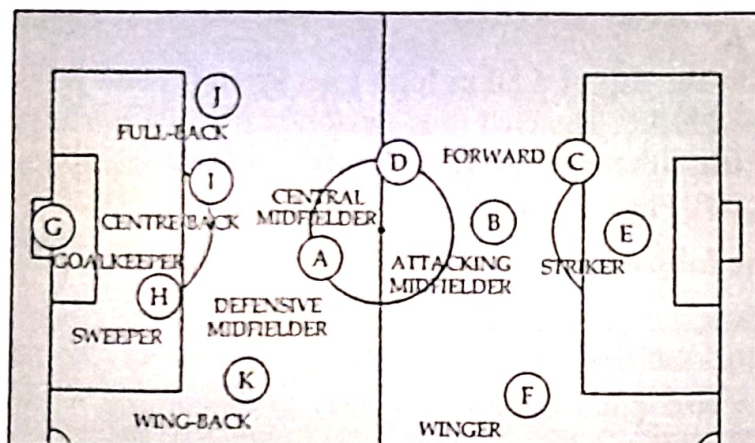 J
FULL-BACK
I
D
FORWARD
C
CENTRAL
MIDFIELDER
G
CENTRE-BACK
B
E
GOALKEEPER
A
ATTACKING
MIDFIELDER
STRIKER
H
DEFENSIVE
MIDFIELDER
SWEEPER
K
F
WING-BACK
WINGER